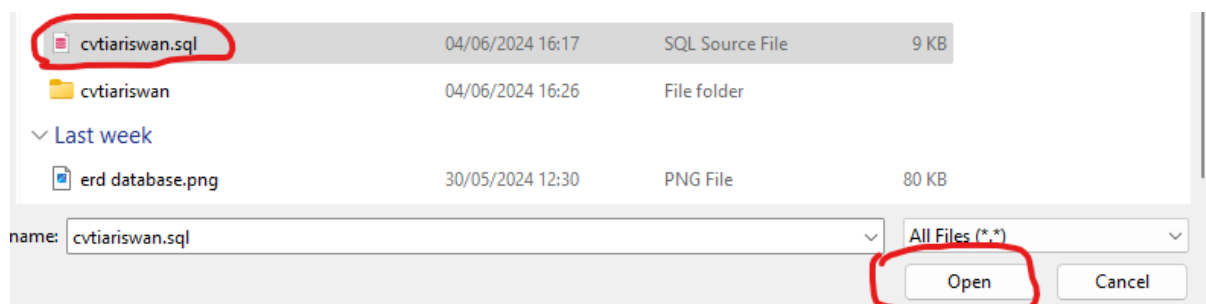 cvtiariswan.sql 04/06/2024 16:17 SQL Source File 9 KB
cvtiariswan 04/06/2024 16:26 File folder
Last week
erd database.png 30/05/2024 12:30 PNG File 80 KB
name: cvtiariswan.sql All Files (*.*)
Open Cancel